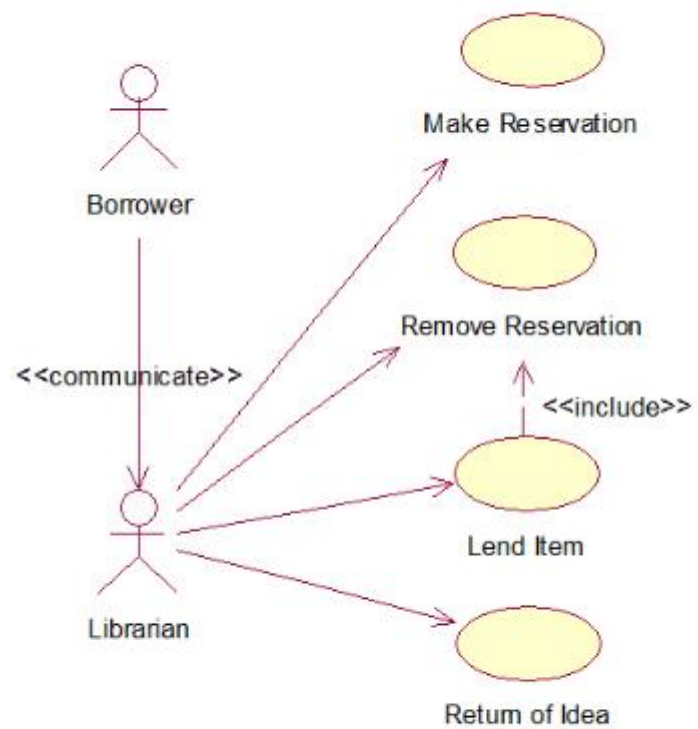 Make Reservation
Borrower
Remove Reservation
<<communicate>>
<<include>>
Lend Item
Librarian
Return of Idea